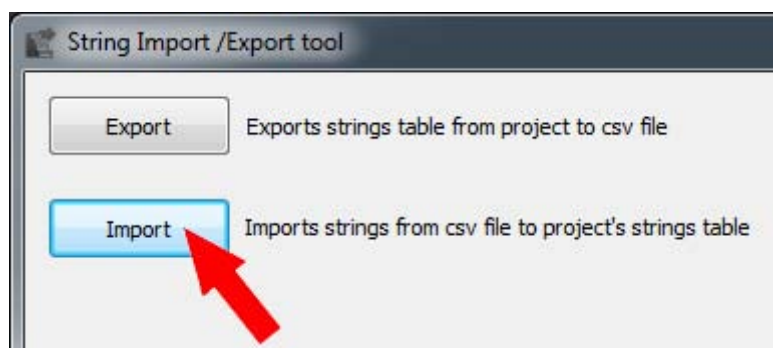 String Import /Export tool
Export Exports strings table from project to csv file
Import Imports strings from csv file to project's strings table